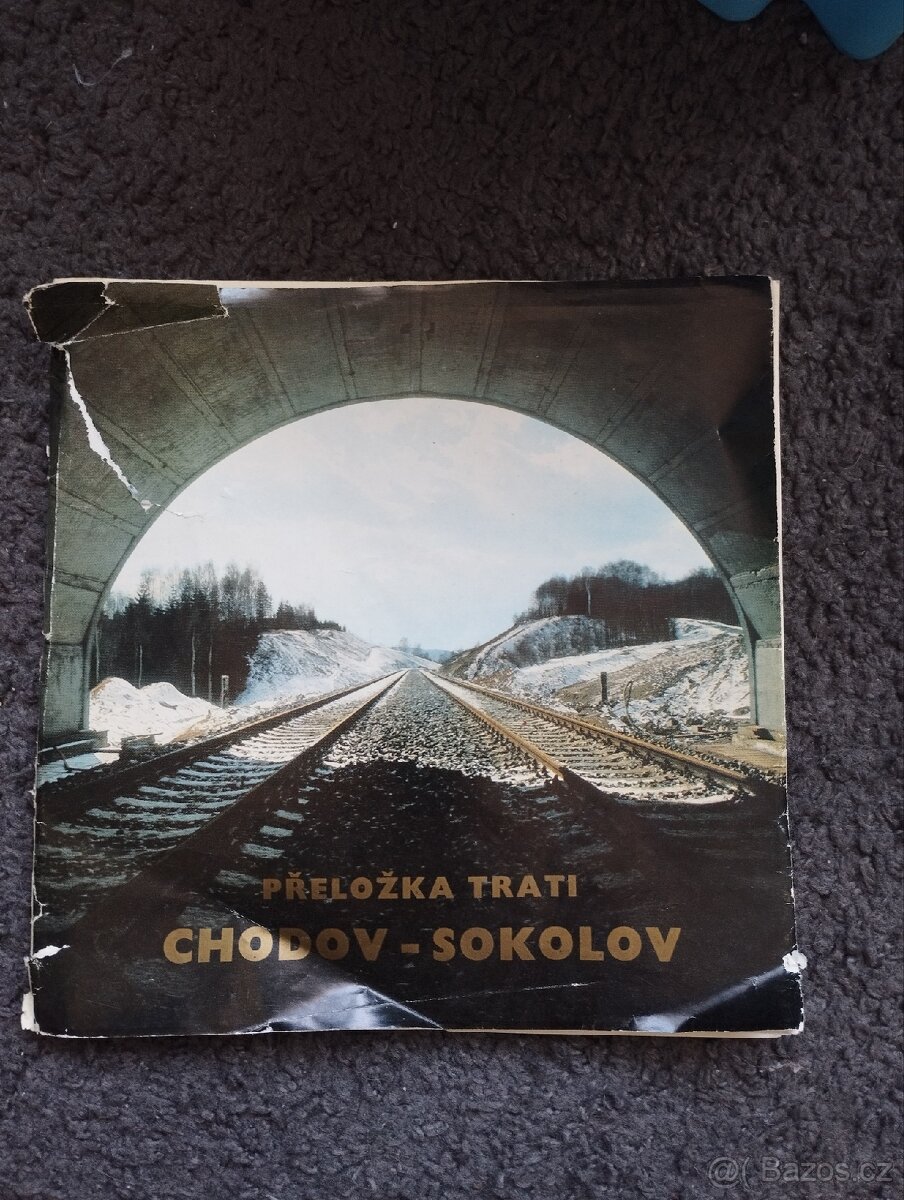 PŘELOŽKA TRATI
CHODOV - SOKOLOV
@( Bazos.cz